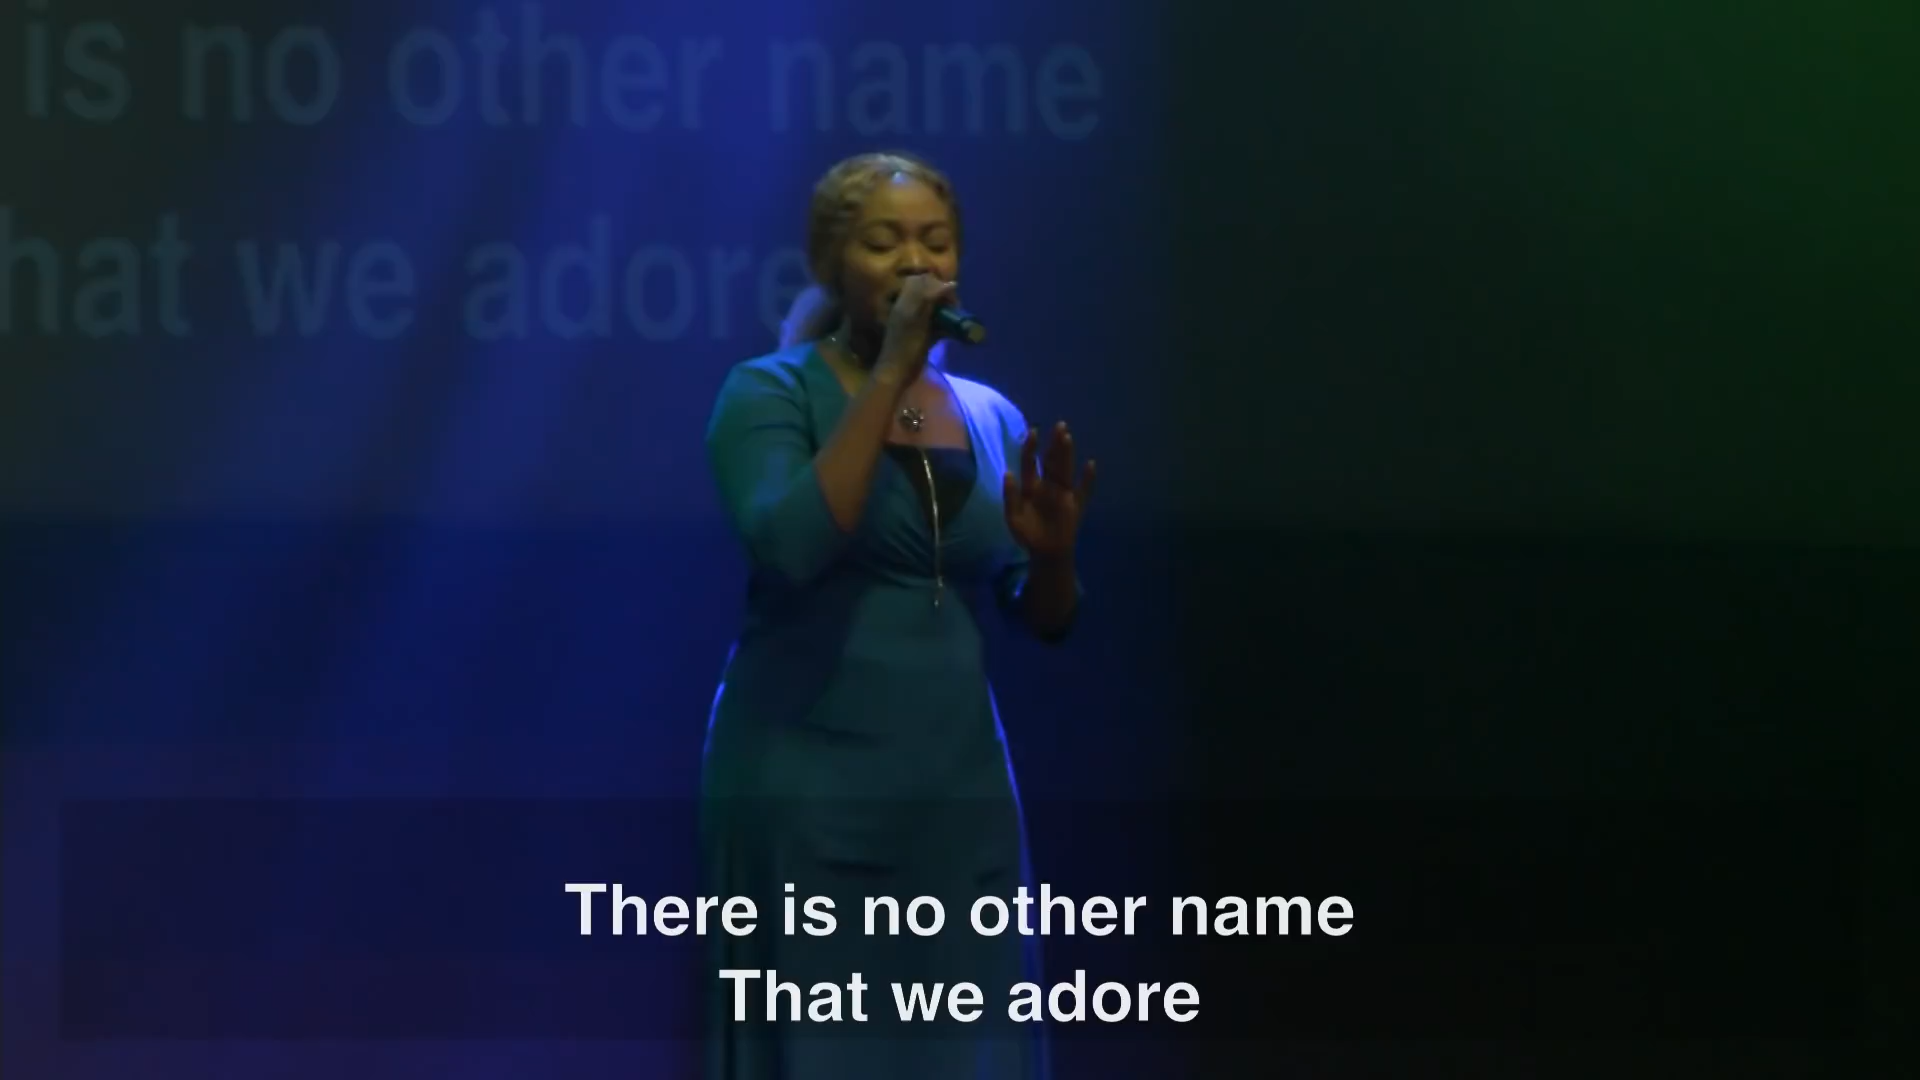 is no other name
hat we adore
There is no other name
That we adore